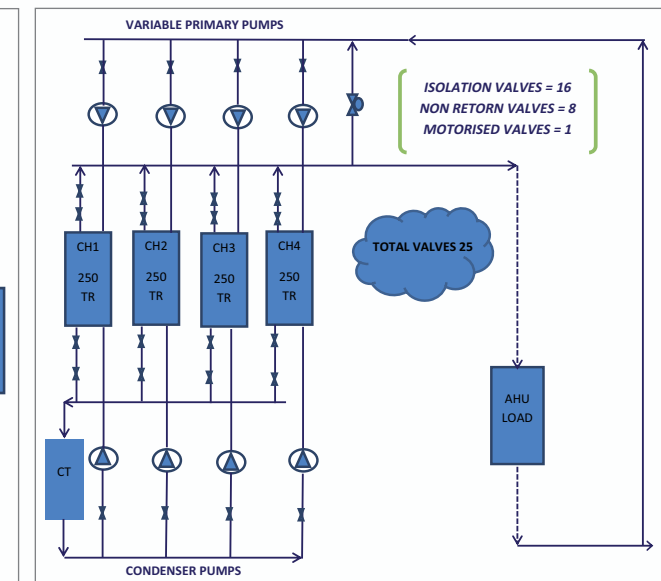 VARIABLE PRIMARY PUMPS
ISOLATION VALVES = 16
NON RETORN VALVES = 8
MOTORISED VALVES = 1
CH1
250
TR
CH2
250
TR
CH3
250
TR
CH4
250
TR
TOTAL VALVES 25
AHU
LOAD
CT
CONDENSER PUMPS